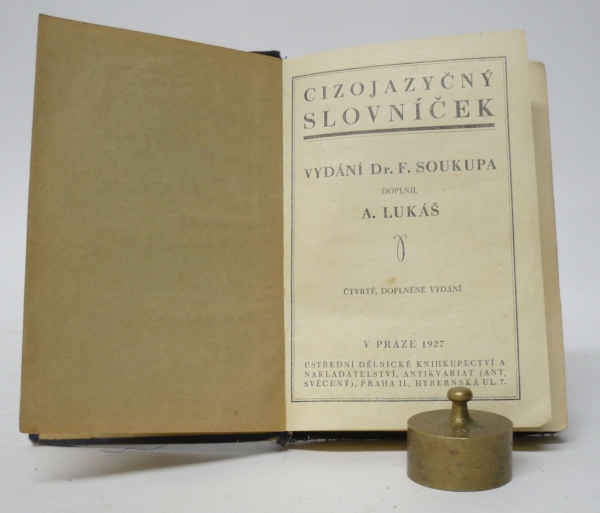 CIZOJAZYČNÝ
SLOVNÍČEK
VYDÁNÍ Dr. F. SOUKUPA
DOPLNIL
A. LUKÁŠ
ČTVRTÉ, DOPLNĚNÉ VYDÁNÍ
V PRAZE 1927
ÚSTŘEDNÍ DĚLNICKÉ KNIHKUPECTVÍ A
NAKLADATELSTVÍ, ANTIKVARIAT (ANT.
SVĚCENÝ), PRAHA II., HYBERNSKÁ UL. 7.